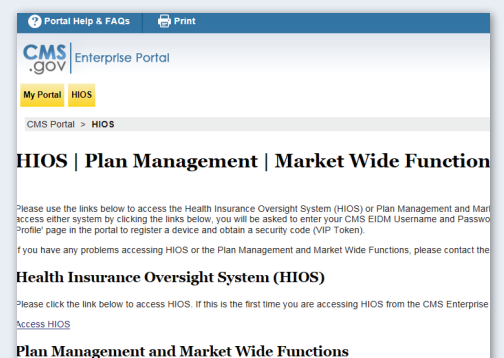 Portal Help & FAQs Print
CMS .gov Enterprise Portal
My Portal HIOS
CMS Portal > HIOS
HIOS | Plan Management | Market Wide Function
Please use the links below to access the Health Insurance Oversight System (HIOS) or Plan Management and Mar
access either system by clicking the links below, you will be asked to enter your CMS EIDM Username and Passwo
Profile' page in the portal to register a device and obtain a security code (VIP Token).
If you have any problems accessing HIOS or the Plan Management and Market Wide Functions, please contact the
Health Insurance Oversight System (HIOS)
Please click the link below to access HIOS. If this is the first time you are accessing HIOS from the CMS Enterprise
Access HIOS
Plan Management and Market Wide Functions